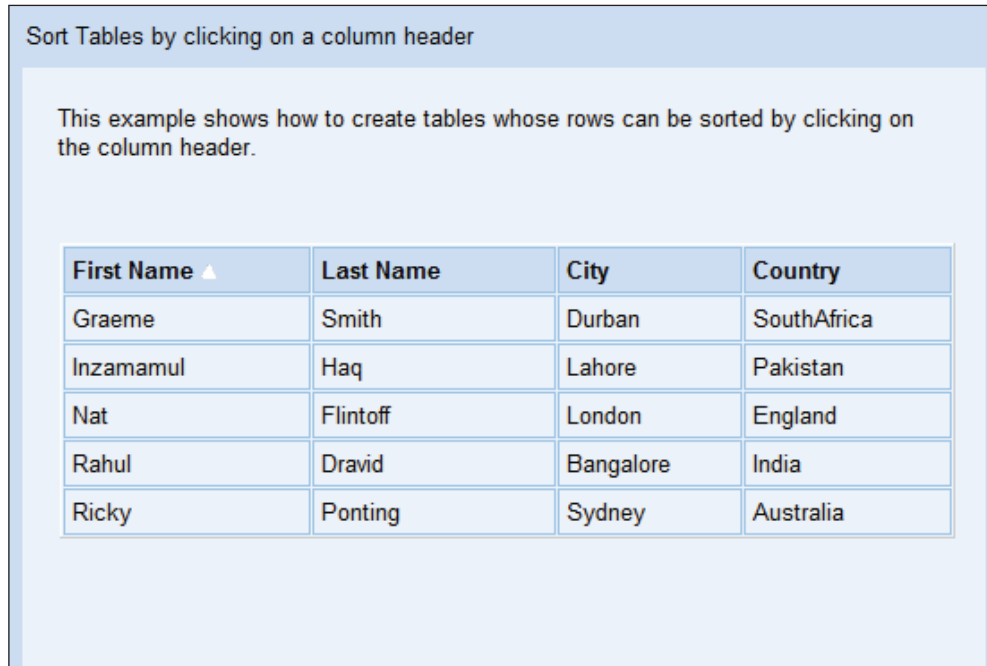 Sort Tables by clicking on a column header
This example shows how to create tables whose rows can be sorted by clicking on
the column header.
First Name Last Name City Country
Graeme Smith Durban SouthAfrica
Inzamamul Haq Lahore Pakistan
Nat Flintoff London England
Rahul Dravid Bangalore India
Ricky Ponting Sydney Australia